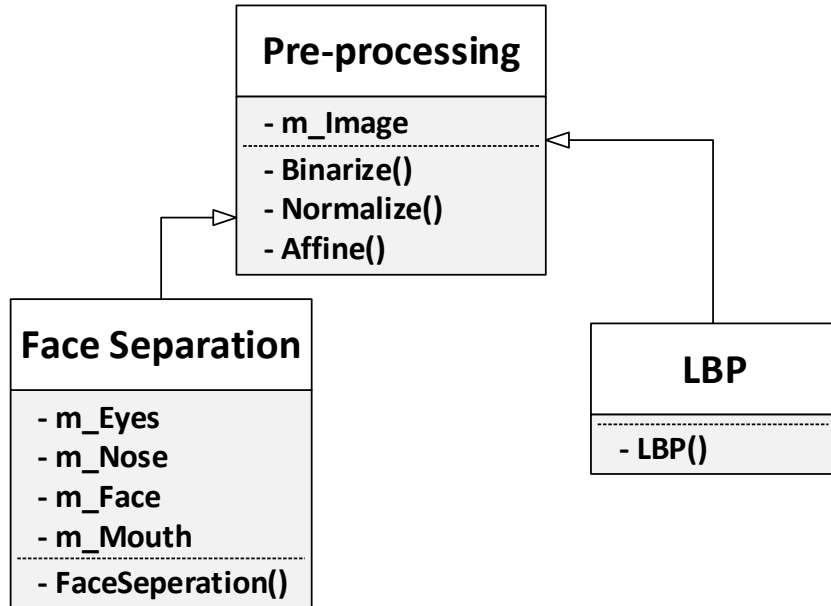 Pre-processing
- m_Image
- Binarize()
- Normalize()
- Affine()
Face Separation
- m_Eyes
- m_Nose
- m_Face
- m_Mouth
- FaceSeperation()
LBP
- LBP()